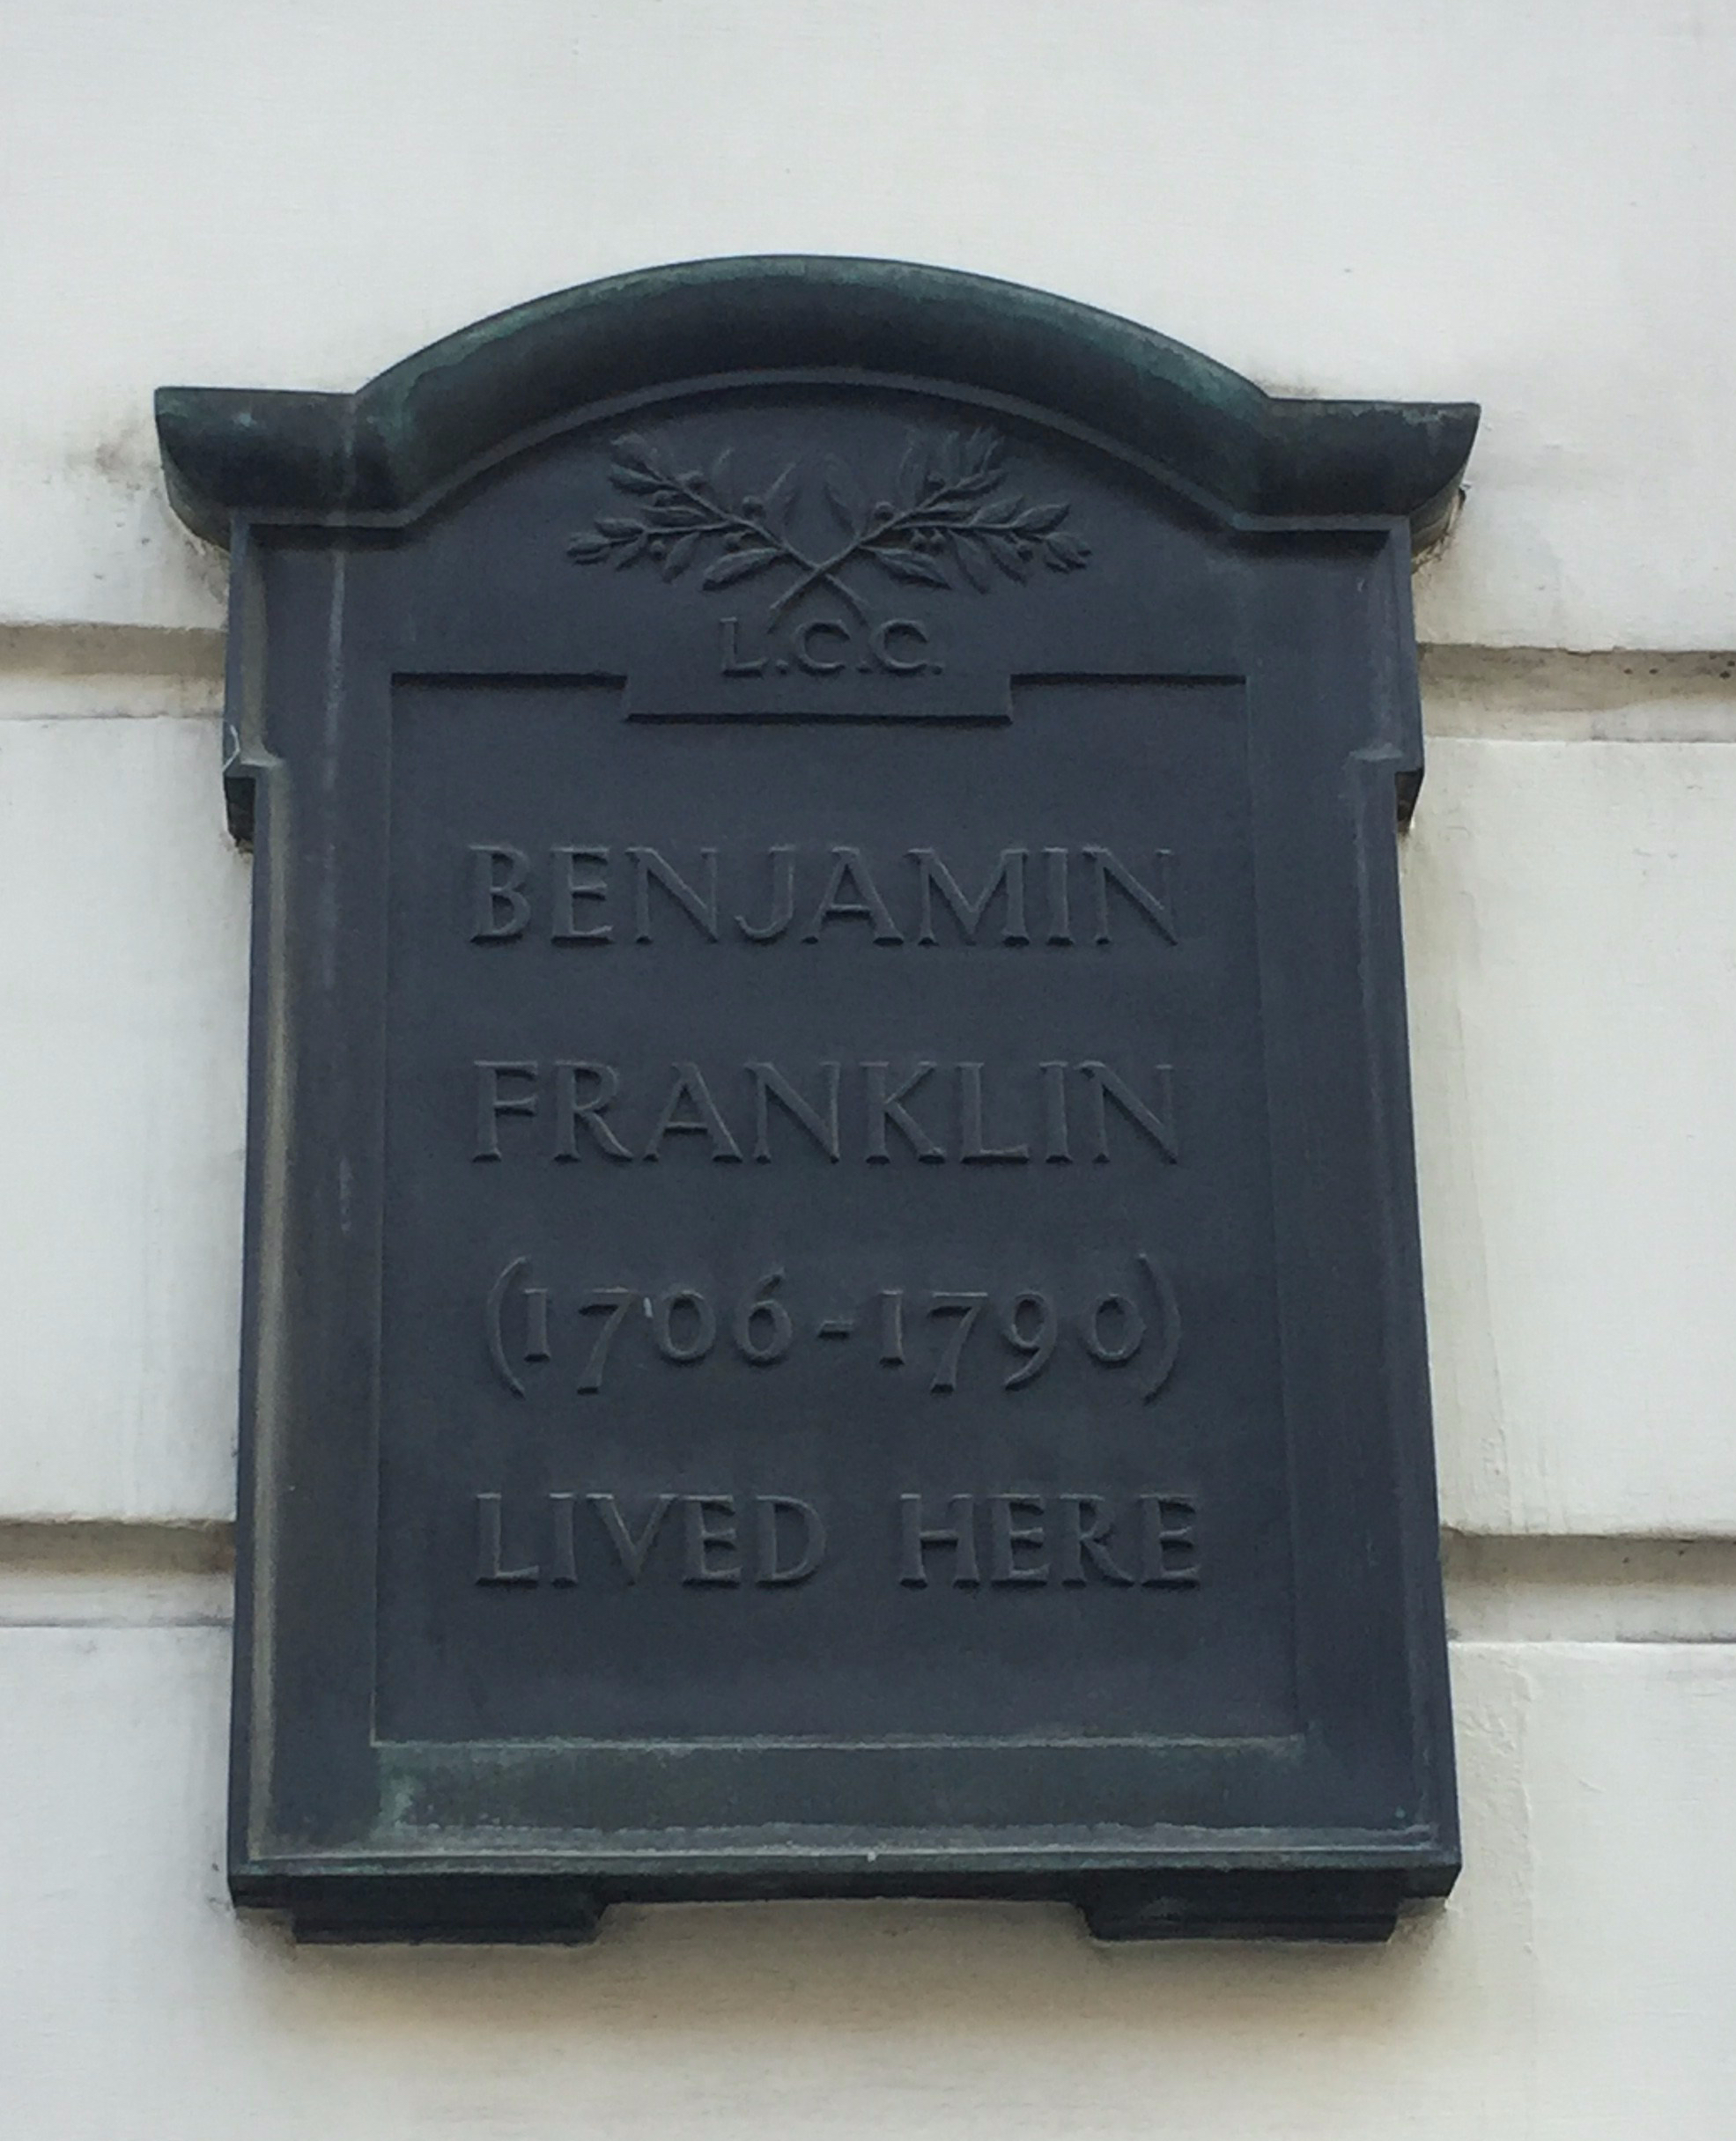 L.C.C.
BENJAMIN
FRANKLIN
(1706-1790)
LIVED HERE